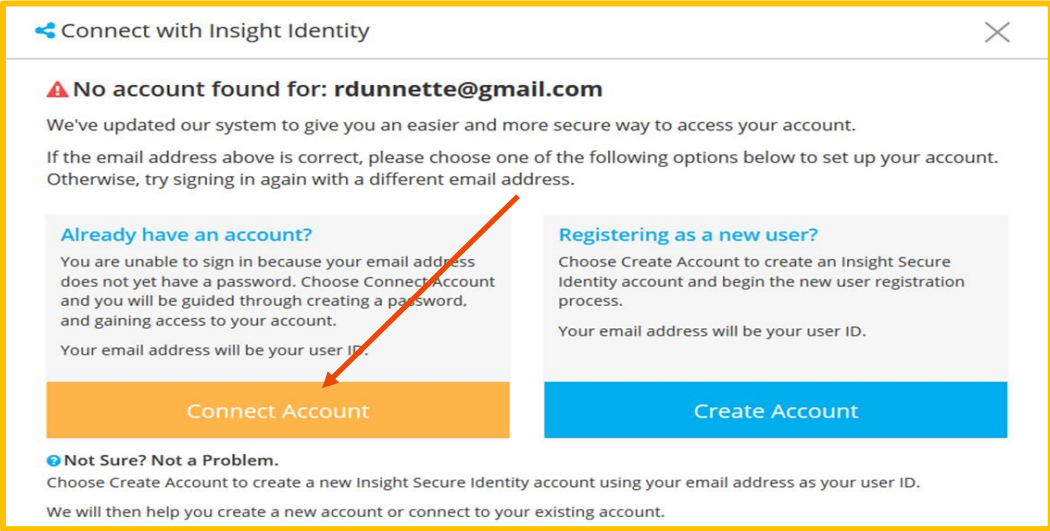 Connect with Insight Identity
No account found for: rdunnette@gmail.com
We've updated our system to give you an easier and more secure way to access your account.
If the email address above is correct, please choose one of the following options below to set up your account.
Otherwise, try signing in again with a different email address.
Already have an account?
You are unable to sign in because your email address
does not yet have a password. Choose Connect Account
and you will be guided through creating a password,
and gaining access to your account.
Your email address will be your user ID.
Connect Account
Registering as a new user?
Choose Create Account to create an Insight Secure
Identity account and begin the new user registration
process.
Your email address will be your user ID.
Create Account
Not Sure? Not a Problem.
Choose Create Account to create a new Insight Secure Identity account using your email address as your user ID.
We will then help you create a new account or connect to your existing account.